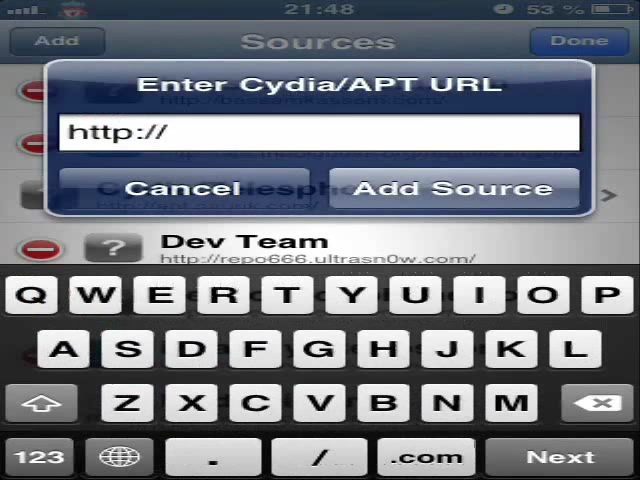 21:48 53 %
Add Sources Done
Enter Cydia/APT URL
http://
Cancel Add Source
Dev Team
http://repo666.ultrasn0w.com/
Q W E R T Y U I O P
A S D F G H J K L
Z X C V B N M
123 . / .com Next